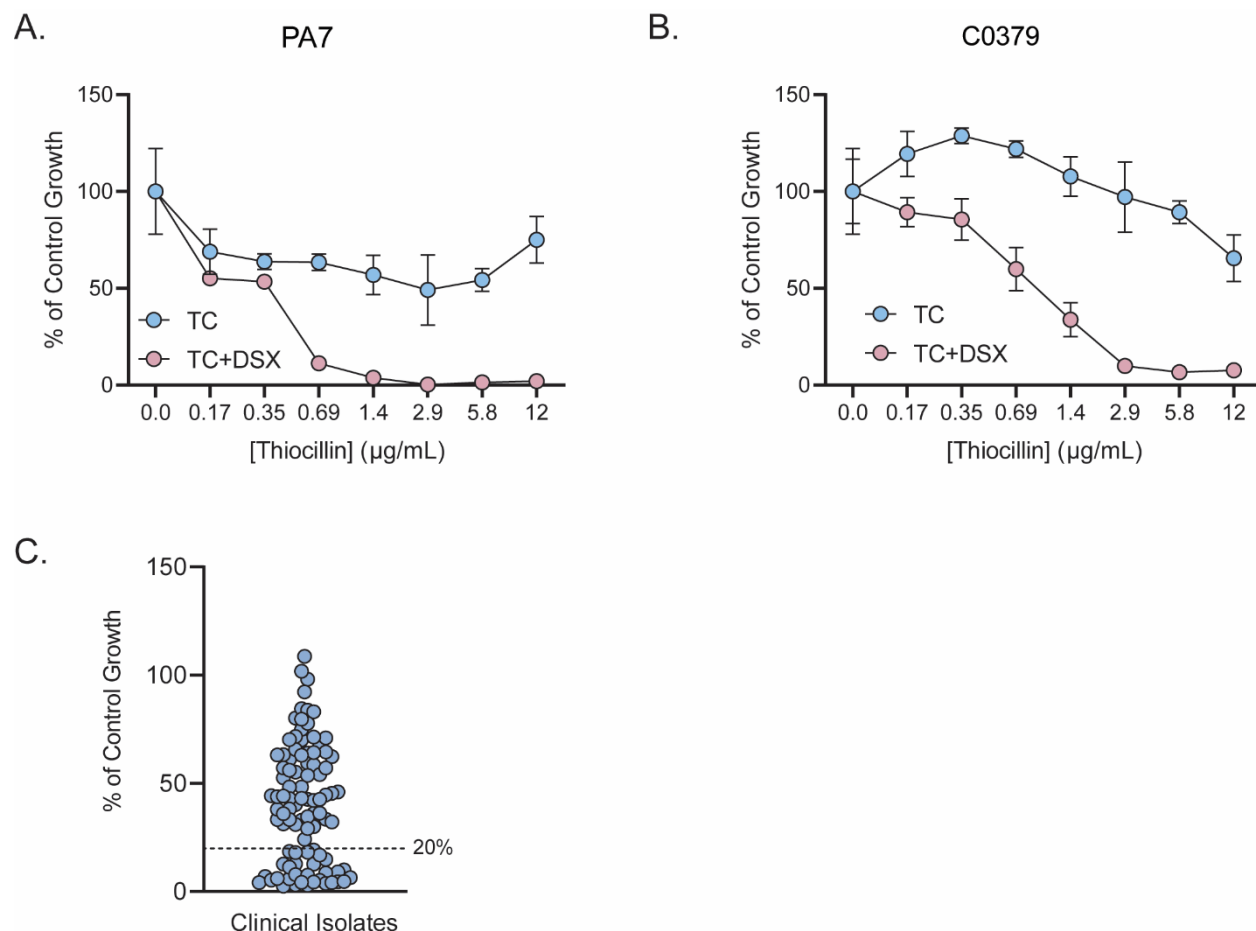 A.
PA7
150
100
50
0
% of Control Growth
TC
TC+DSX
0.0 0.17 0.35 0.69 1.4 2.9 5.8 12
[Thiocillin] (µg/mL)
B.
C0379
150
100
50
0
% of Control Growth
TC
TC+DSX
0.0 0.17 0.35 0.69 1.4 2.9 5.8 12
[Thiocillin] (µg/mL)
C.
150
100
50
0
% of Control Growth
20%
Clinical Isolates